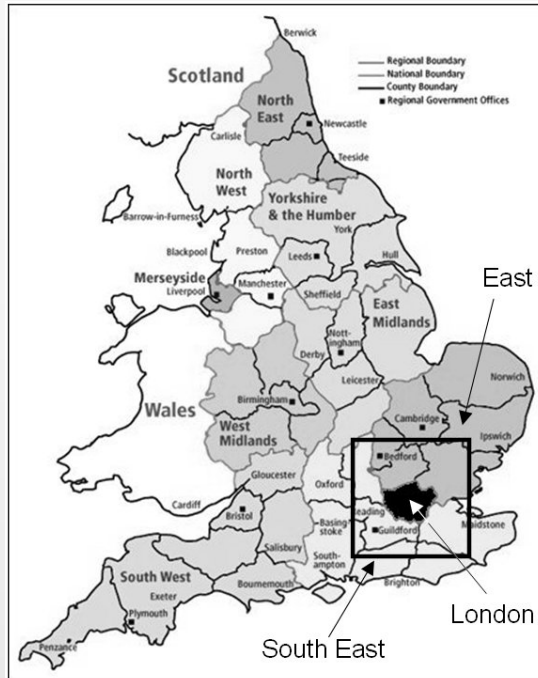 Berwick
Scotland
Regional Boundary
National Boundary
County Boundary
Regional Government Offices
North
East
Newcastle
Carlisle
Teeside
North
West
Yorkshire
& the Humber
Barrow-in-Furness
York
Blackpool
Preston
Leeds
Hull
Merseyside
Liverpool
Manchester
Sheffield
East
East
Midlands
Nott-
ingham
Derby
Norwich
Leicester
Wales
Birmingham
Cambridge
West
Midlands
Ipswich
Bedford
Gloucester
Oxford
Cardiff
Bristol
Reading
Maidstone
Basing
stoke
Guildford
Salisbury
South-
ampton
South West
Bournemouth
Brighton
Exeter
Plymouth
London
Penzance
South East